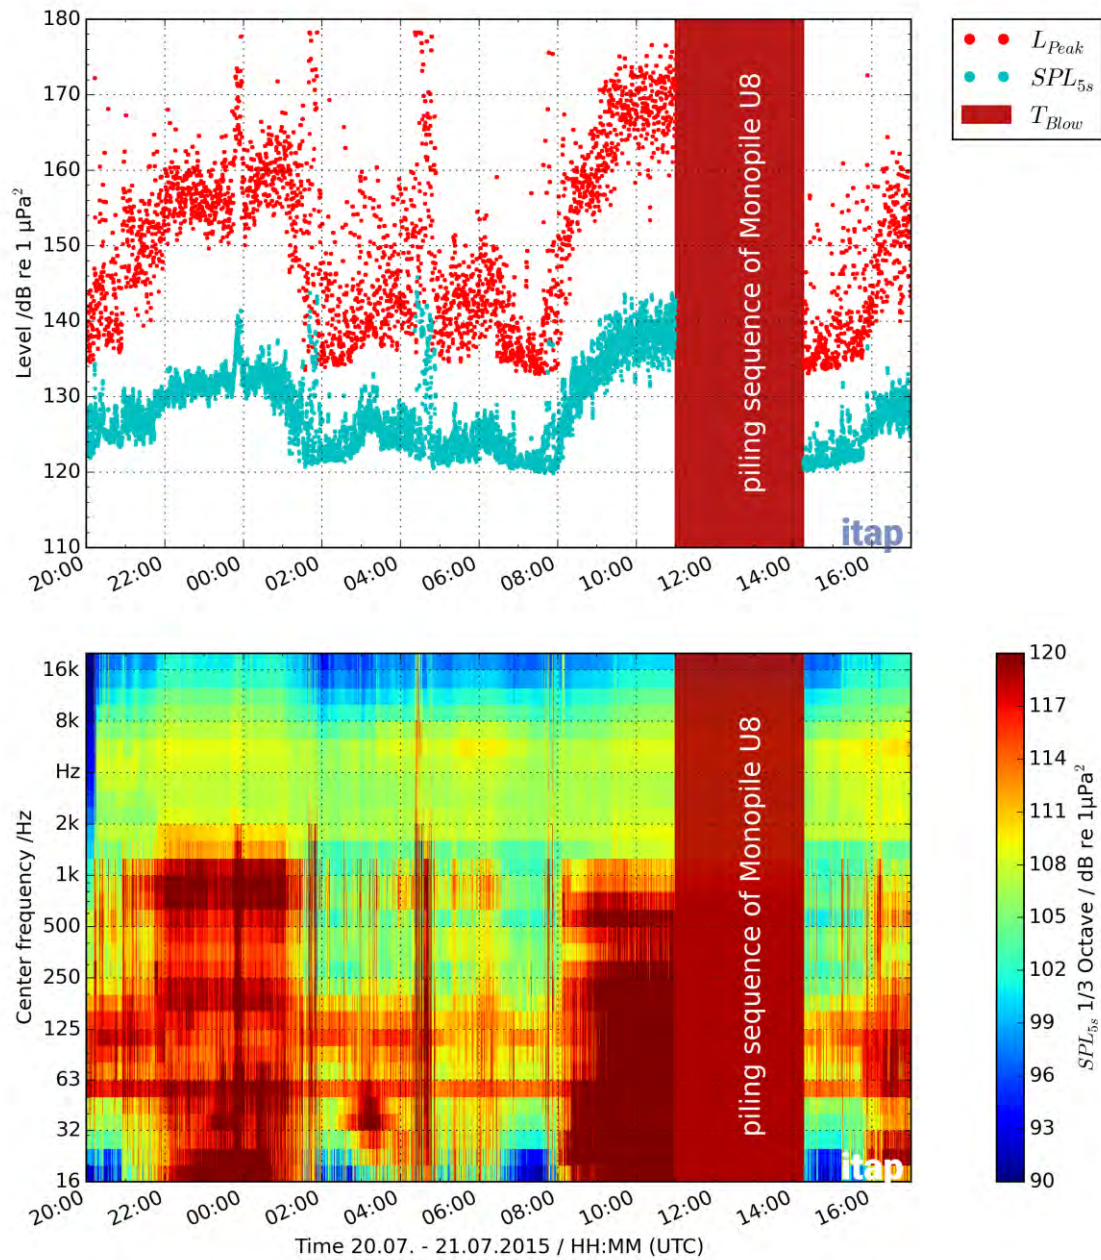 180
170
160
150
140
130
120
110
Level /dB re 1 µPa²
piling sequence of Monopile U8
itap
20:00 22:00 00:00 02:00 04:00 06:00 08:00 10:00 12:00 14:00 16:00
L_Peak
SPL_5s
T_Blow
16k
8k
Hz
2k
1k
500
250
125
63
32
16
Center frequency /Hz
piling sequence of Monopile U8
itap
20:00 22:00 00:00 02:00 04:00 06:00 08:00 10:00 12:00 14:00 16:00
Time 20.07. - 21.07.2015 / HH:MM (UTC)
120
117
114
111
108
105
102
99
96
93
90
SPL_5s 1/3 Octave / dB re 1µPa²